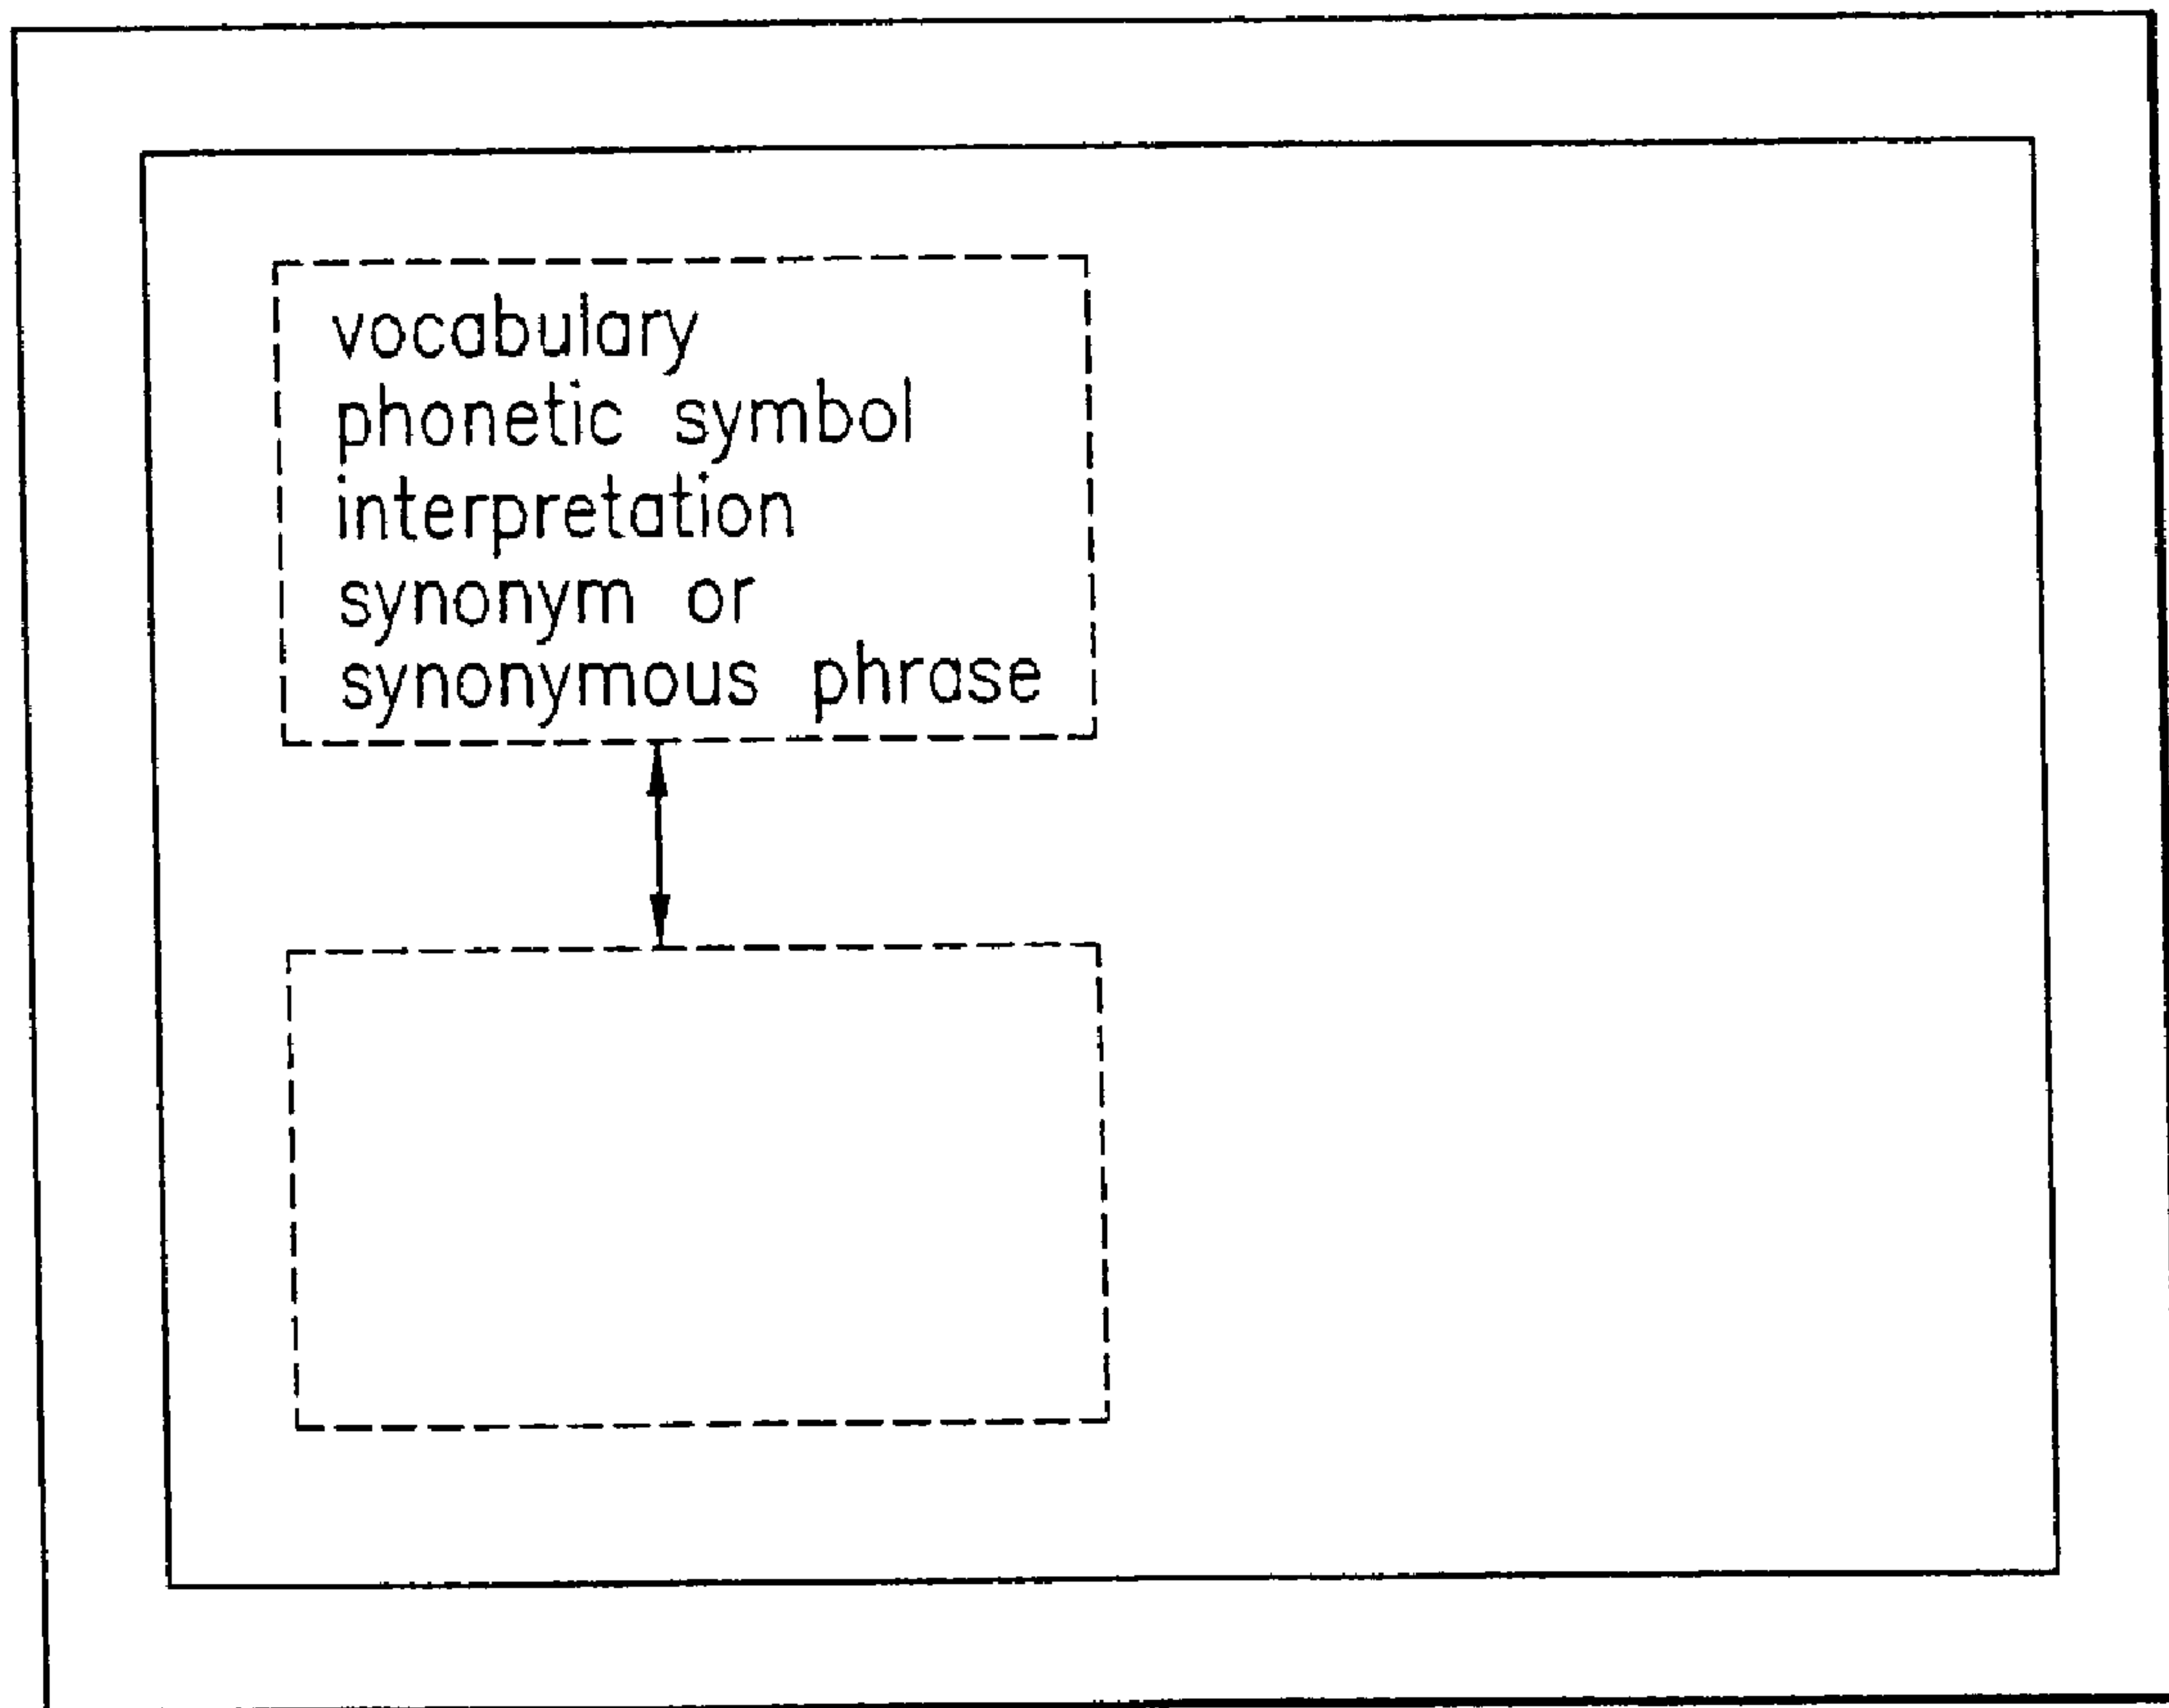 vocabulary
phonetic symbol
interpretation
synonym or
synonymous phrase